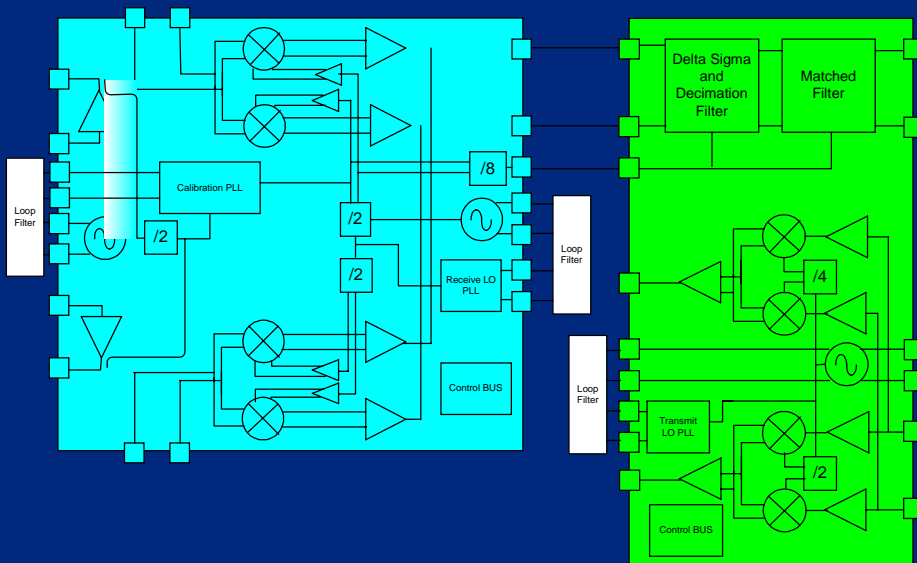 Delta Sigma
and
Decimation
Filter
Matched
Filter
/8
Calibration PLL
Loop
Filter
/2
/2
/2
Receive LO
PLL
Loop
Filter
/4
Control BUS
Loop
Filter
Transmit
LO PLL
/2
Control BUS